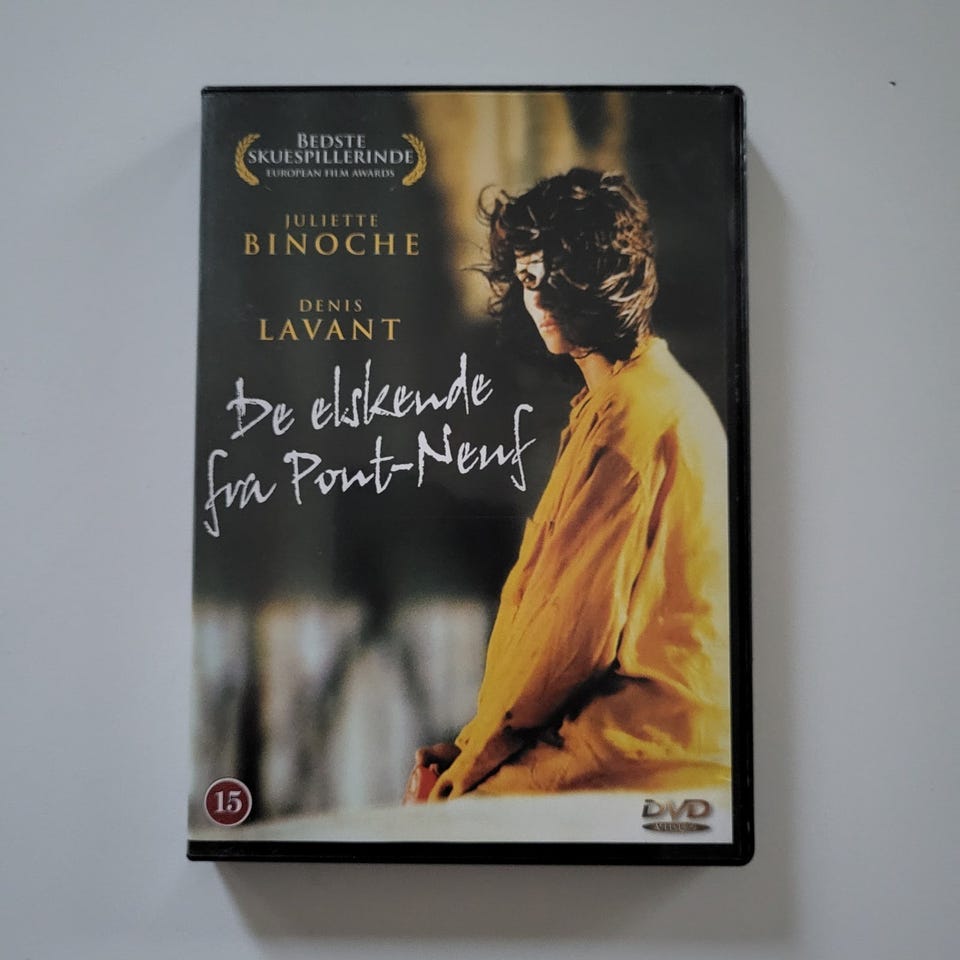 BEDSTE
SKUESPILLERINDE
EUROPEAN FILM AWARDS
JULIETTE
BINOCHE
DENIS
LAVANT
De elskende
fra Pont-Neuf
15
DVD